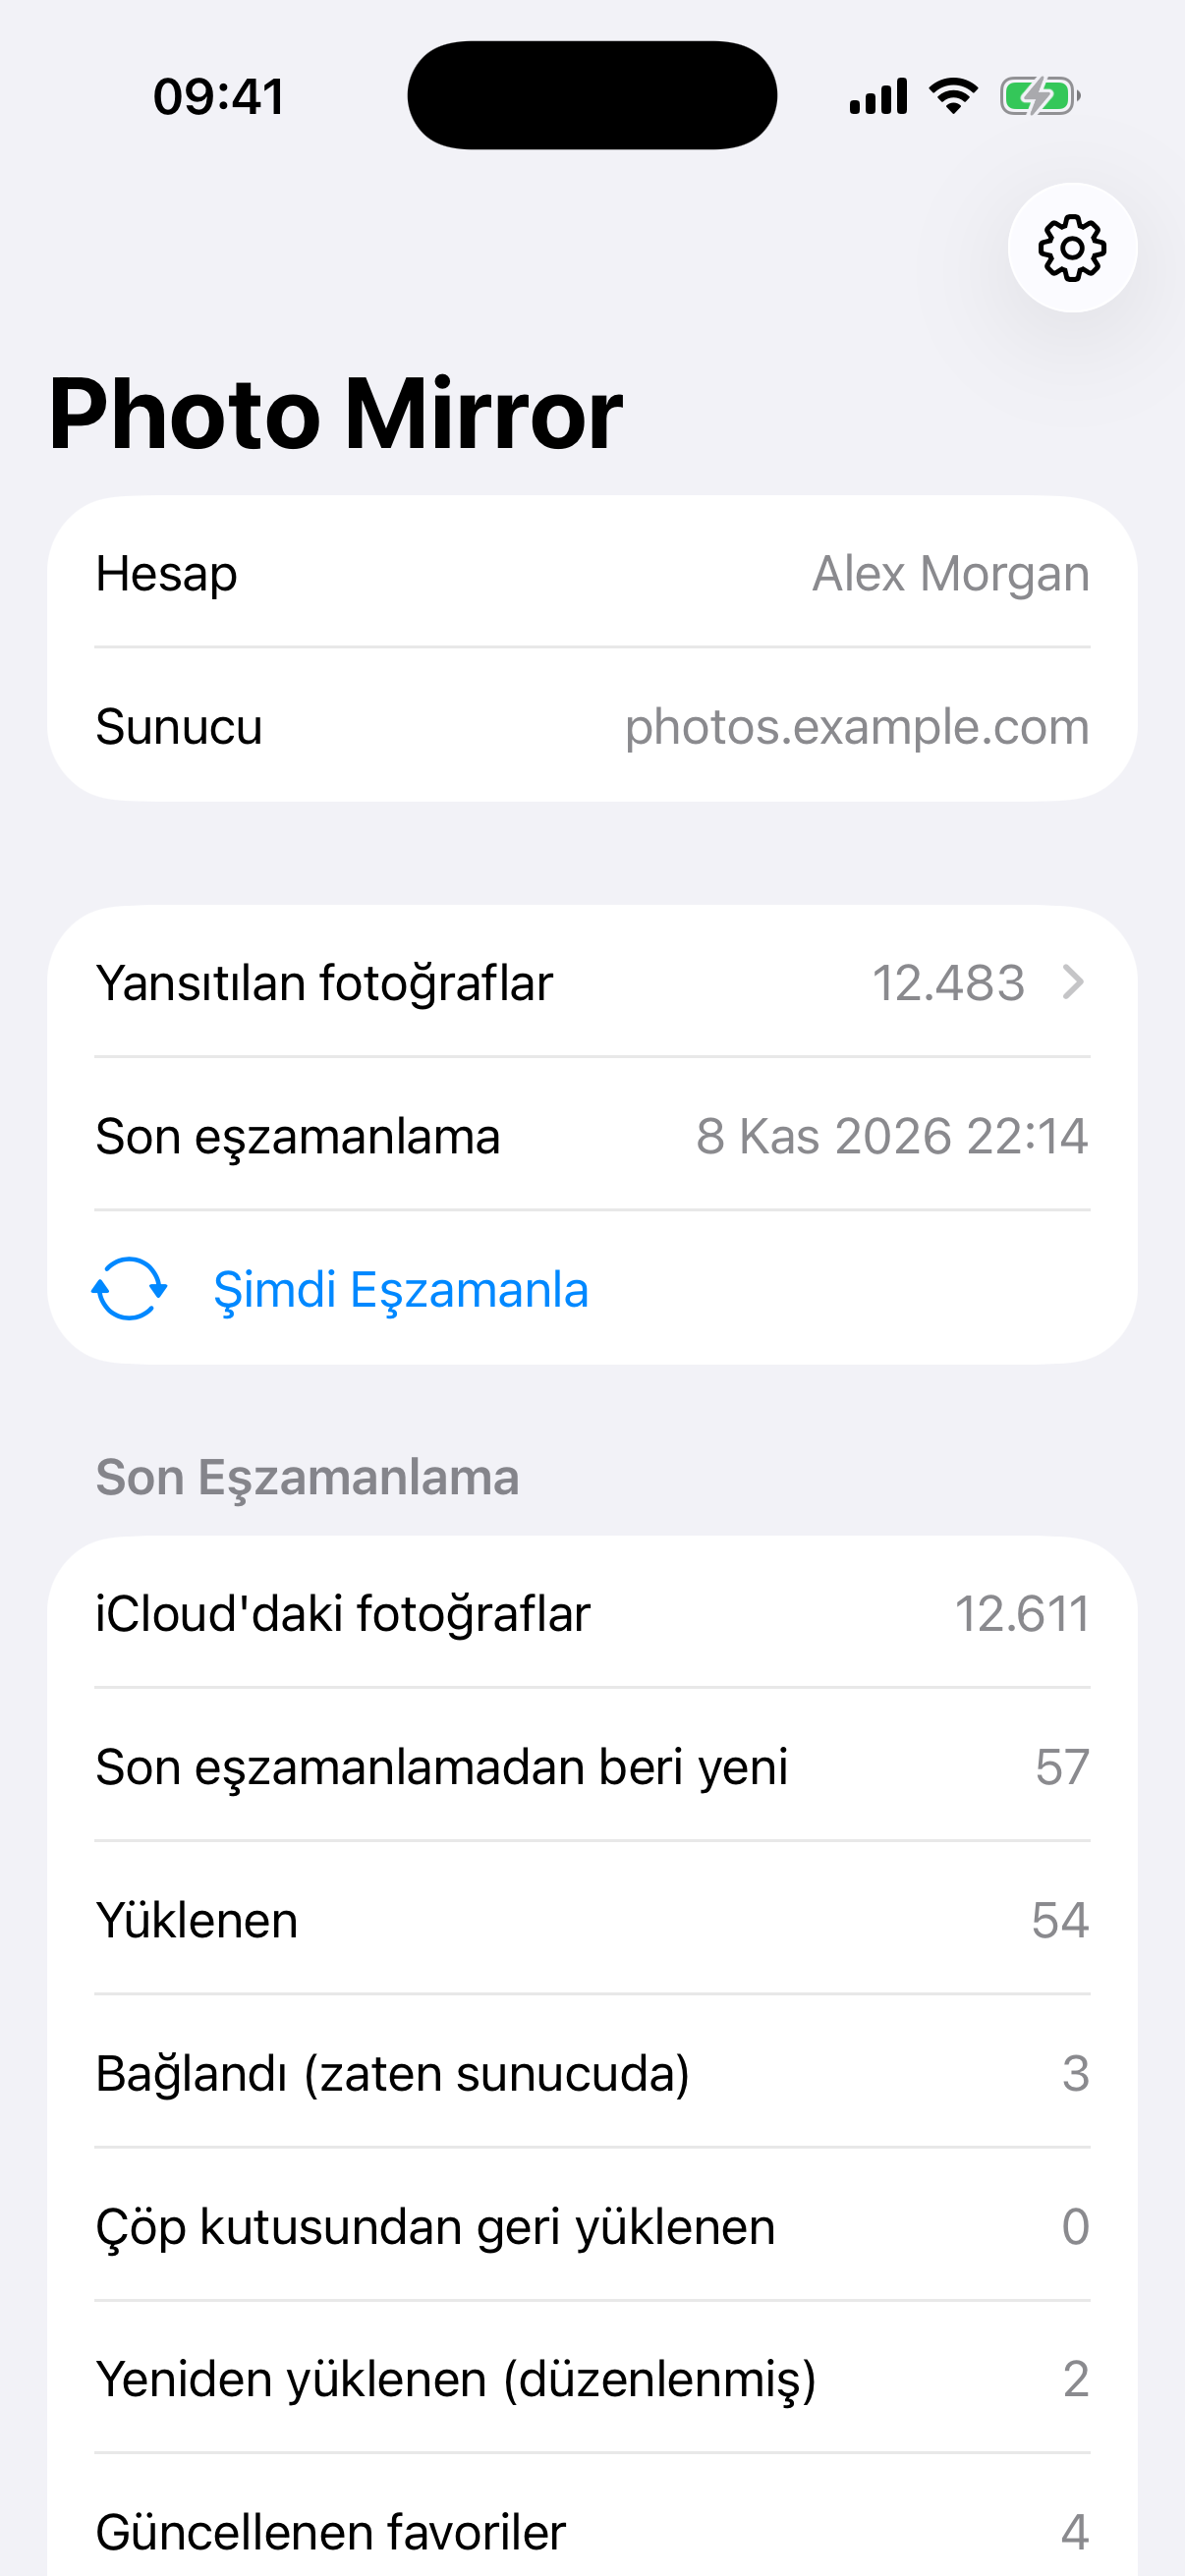 09:41
Photo Mirror
Hesap Alex Morgan
Sunucu photos.example.com
Yansıtılan fotoğraflar 12.483
Son eşzamanlama 8 Kas 2026 22:14
Şimdi Eşzamanla
Son Eşzamanlama
iCloud'daki fotoğraflar 12.611
Son eşzamanlamadan beri yeni 57
Yüklenen 54
Bağlandı (zaten sunucuda) 3
Çöp kutusundan geri yüklenen 0
Yeniden yüklenen (düzenlenmiş) 2
Güncellenen favoriler 4